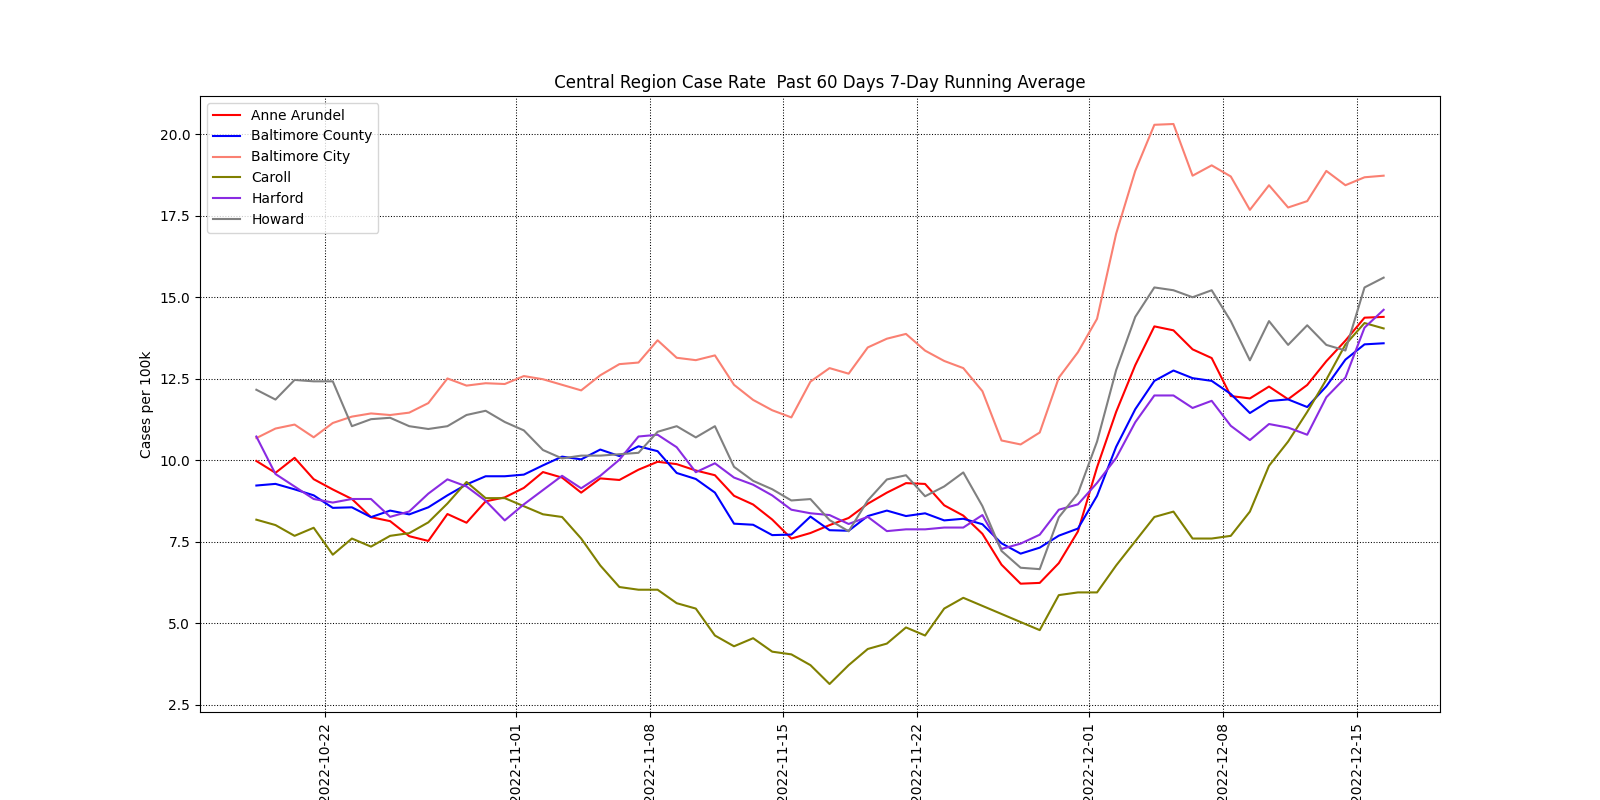 Central Region Case Rate  Past 60 Days 7-Day Running Average
Anne Arundel
Baltimore County
Baltimore City
Caroll
Harford
Howard
Cases per 100k
20.0
17.5
15.0
12.5
10.0
7.5
5.0
2.5
2022-10-22
2022-11-01
2022-11-08
2022-11-15
2022-11-22
2022-12-01
2022-12-08
2022-12-15